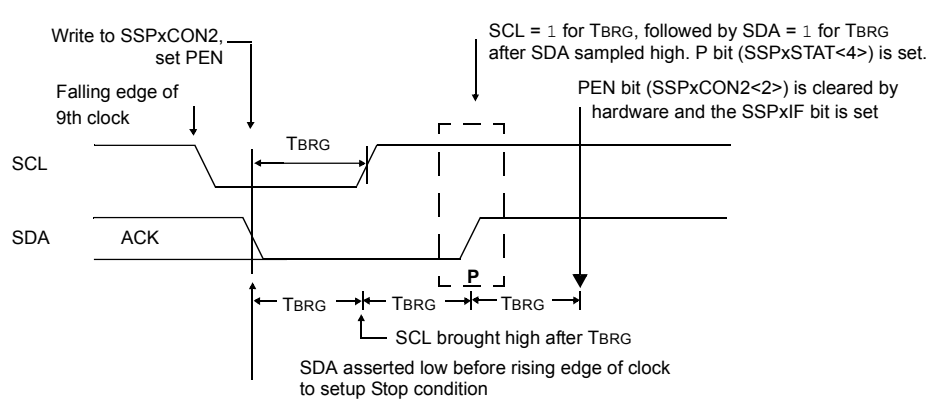 Write to SSPxCON2,
set PEN
SCL = 1 for TBRG, followed by SDA = 1 for TBRG
after SDA sampled high. P bit (SSPxSTAT<4>) is set.
Falling edge of
9th clock
PEN bit (SSPxCON2<2>) is cleared by
hardware and the SSPxIF bit is set
TBRG
SCL
SDA
ACK
P
TBRG
TBRG
TBRG
SCL brought high after TBRG
SDA asserted low before rising edge of clock
to setup Stop condition